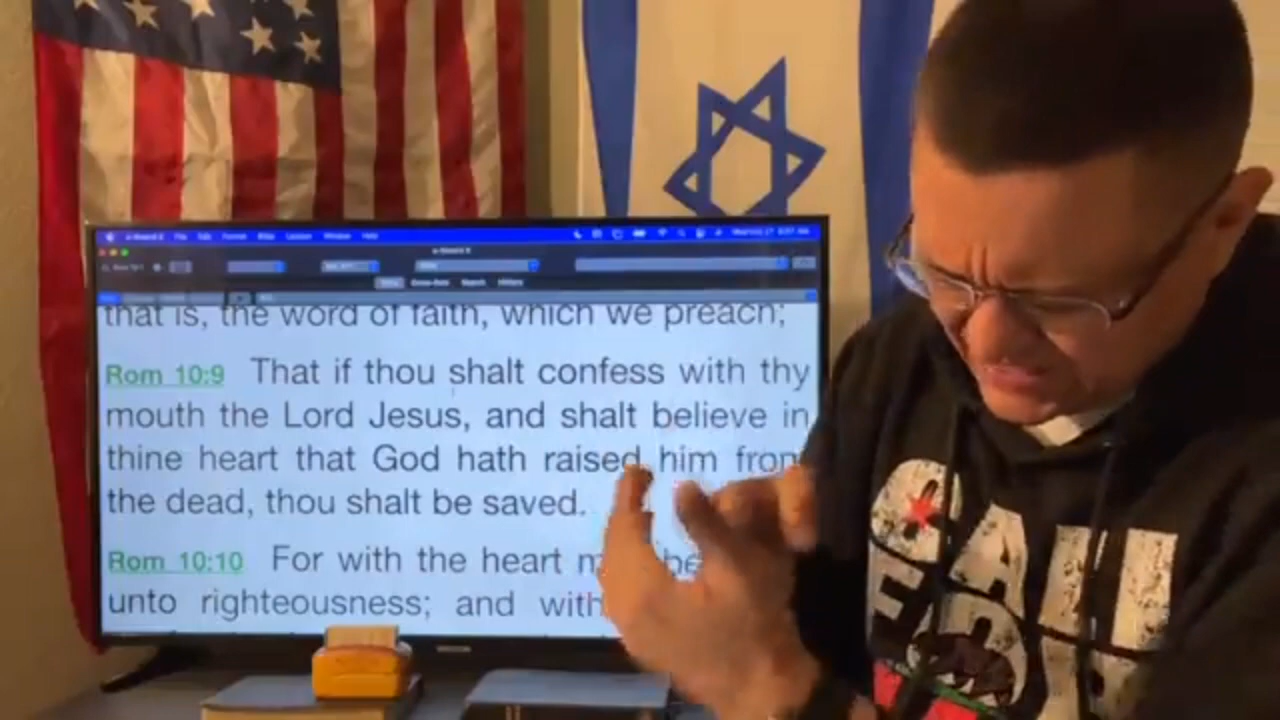 that is, the word of faith, which we preach;
Rom 10:9 That if thou shalt confess with thy
mouth the Lord Jesus, and shalt believe in
thine heart that God hath raised him from
the dead, thou shalt be saved.
Rom 10:10 For with the heart
unto righteousness; and with
CALI